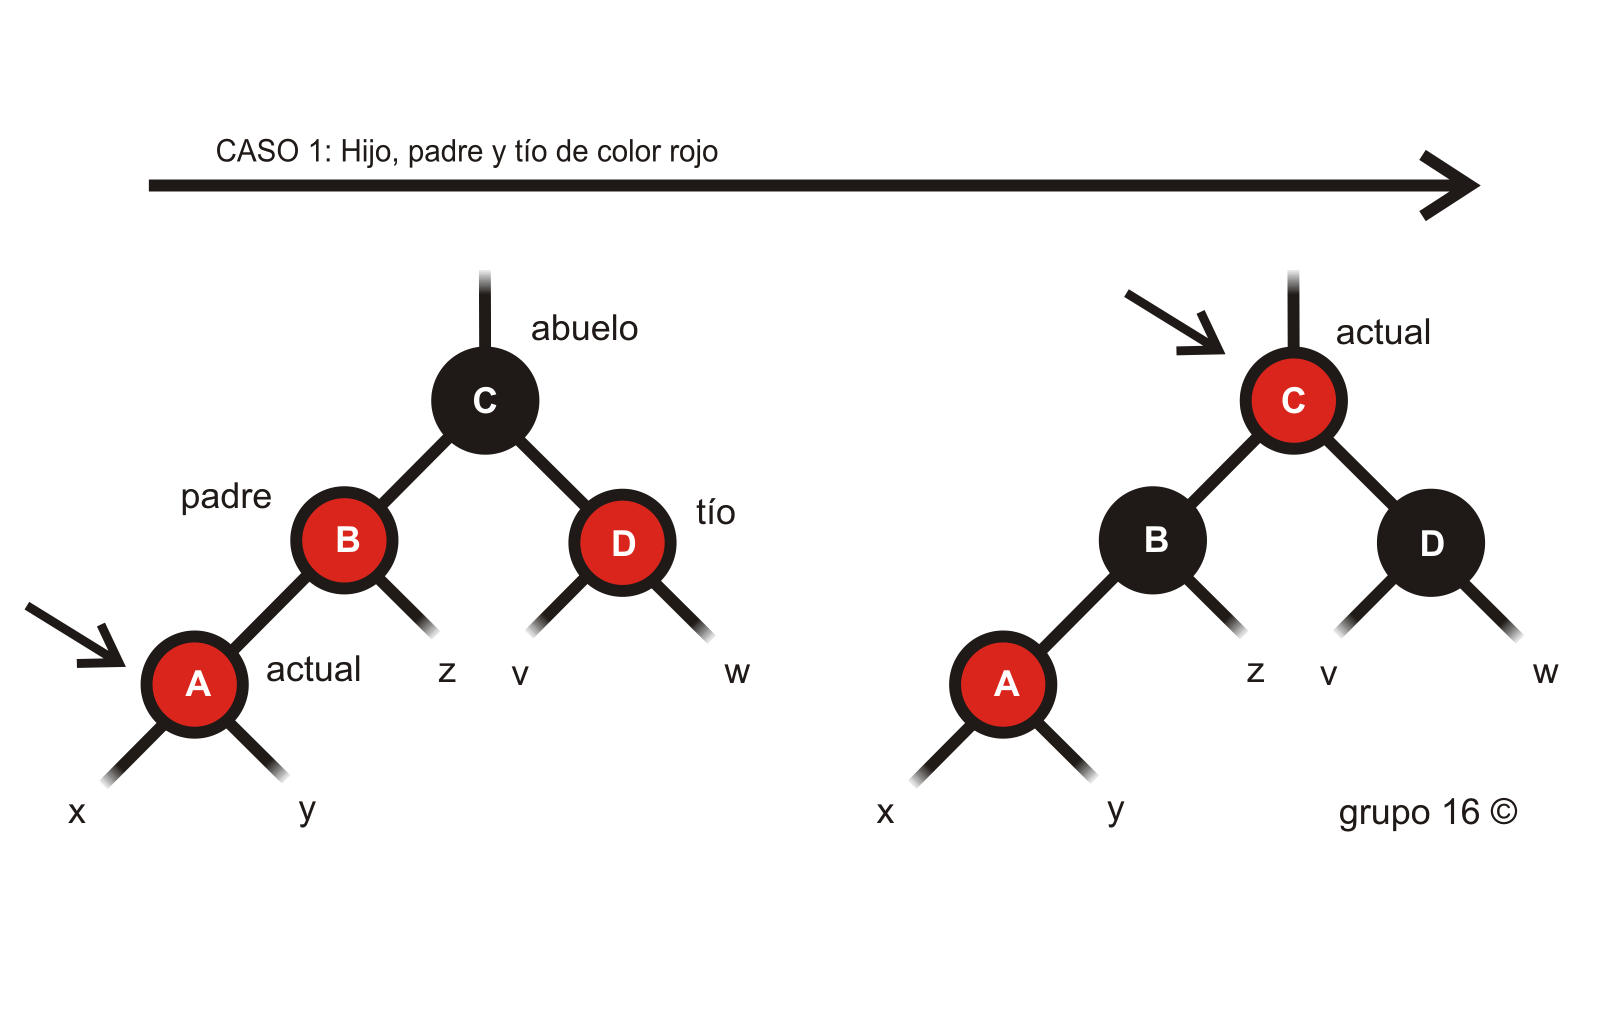 CASO 1: Hijo, padre y tío de color rojo
abuelo
actual
C
C
padre
tío
B
D
B
D
actual
A
z
v
w
A
z
v
w
x
y
x
y
grupo 16 ©